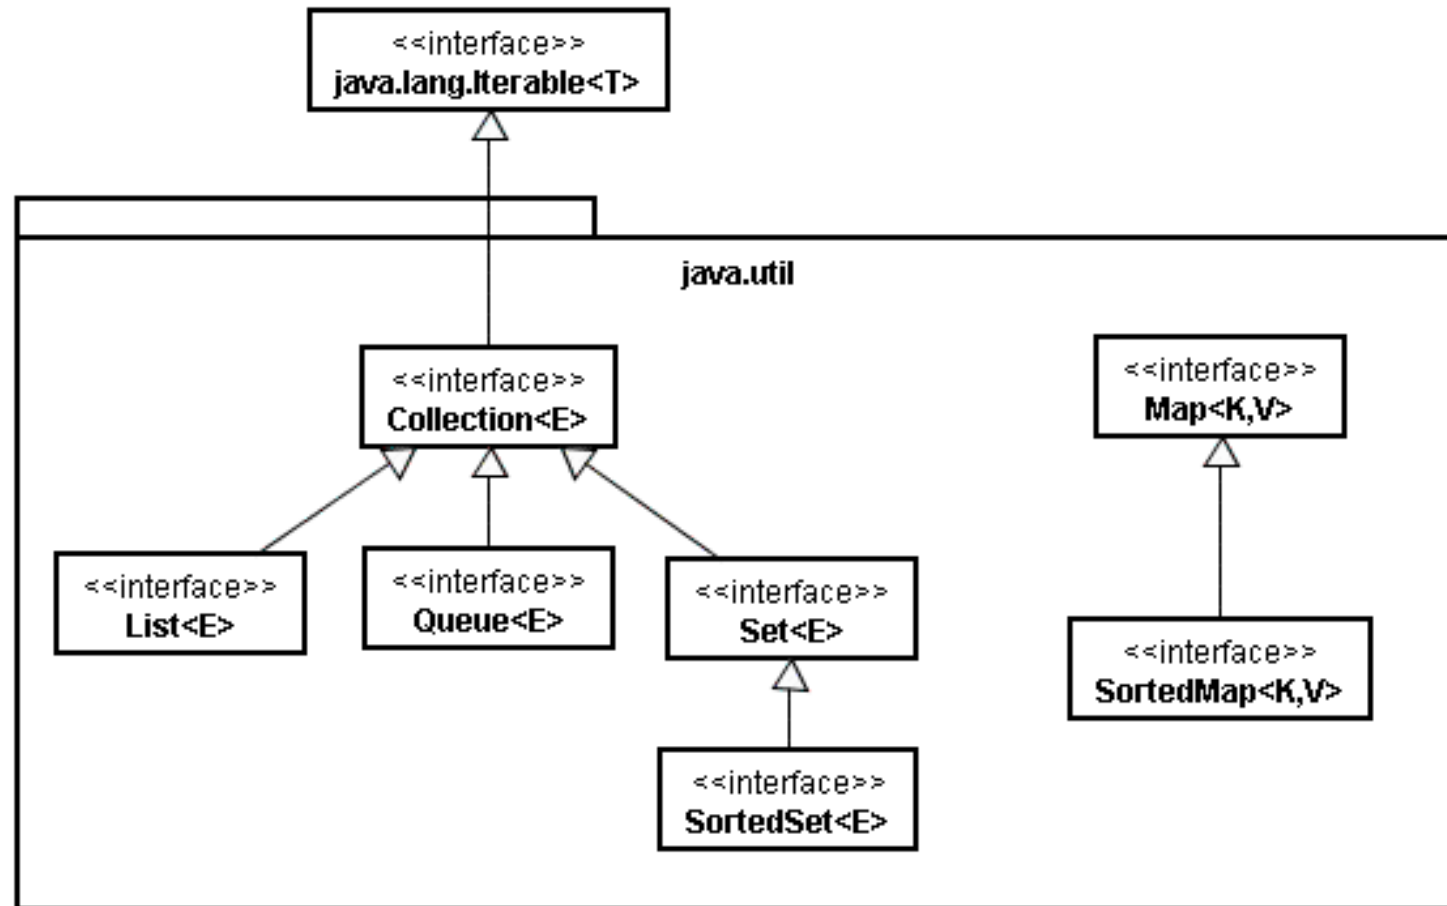 <<interface>>
java.lang.Iterable<T>
java.util
<<interface>>
Collection<E>
<<interface>>
Map<K,V>
<<interface>>
List<E>
<<interface>>
Queue<E>
<<interface>>
Set<E>
<<interface>>
SortedMap<K,V>
<<interface>>
SortedSet<E>